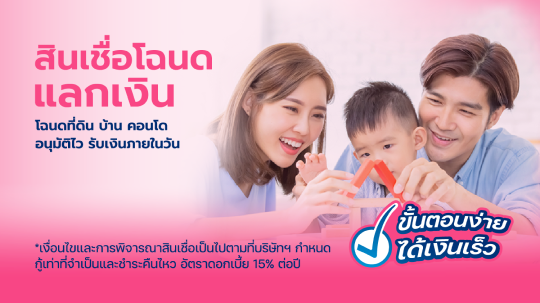 สินเชื่อโฉนด
แลกเงิน
โฉนดที่ดิน บ้าน คอนโด
อนุมัติไว รับเงินภายในวัน
ขั้นตอนง่าย
ได้เงินเร็ว
*เงื่อนไขและการพิจารณาสินเชื่อเป็นไปตามที่บริษัทฯ กำหนด
กู้เท่าที่จำเป็นและชำระคืนไหว อัตราดอกเบี้ย 15% ต่อปี